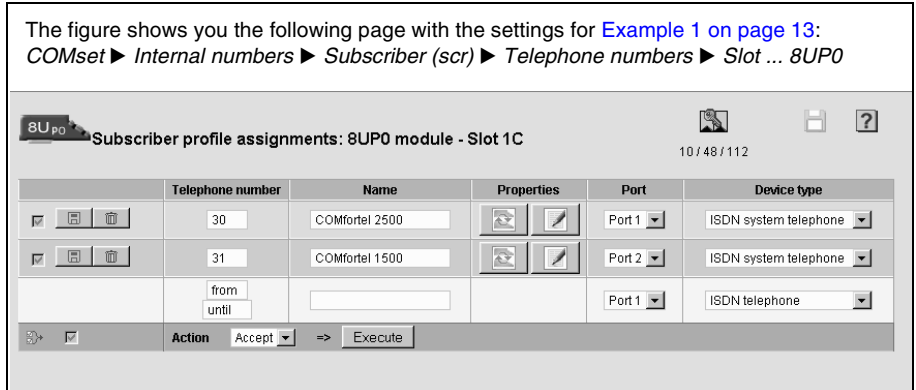 The figure shows you the following page with the settings for Example 1 on page 13:
COMset ▶ Internal numbers ▶ Subscriber (scr) ▶ Telephone numbers ▶ Slot ... 8UP0
8U P0 Subscriber profile assignments: 8UP0 module - Slot 1C
?
10 / 48 / 112
Telephone number Name Properties Port Device type
30 COMfortel 2500 Port 1 ISDN system telephone
31 COMfortel 1500 Port 2 ISDN system telephone
from
until
Port 1 ISDN telephone
Action Accept => Execute